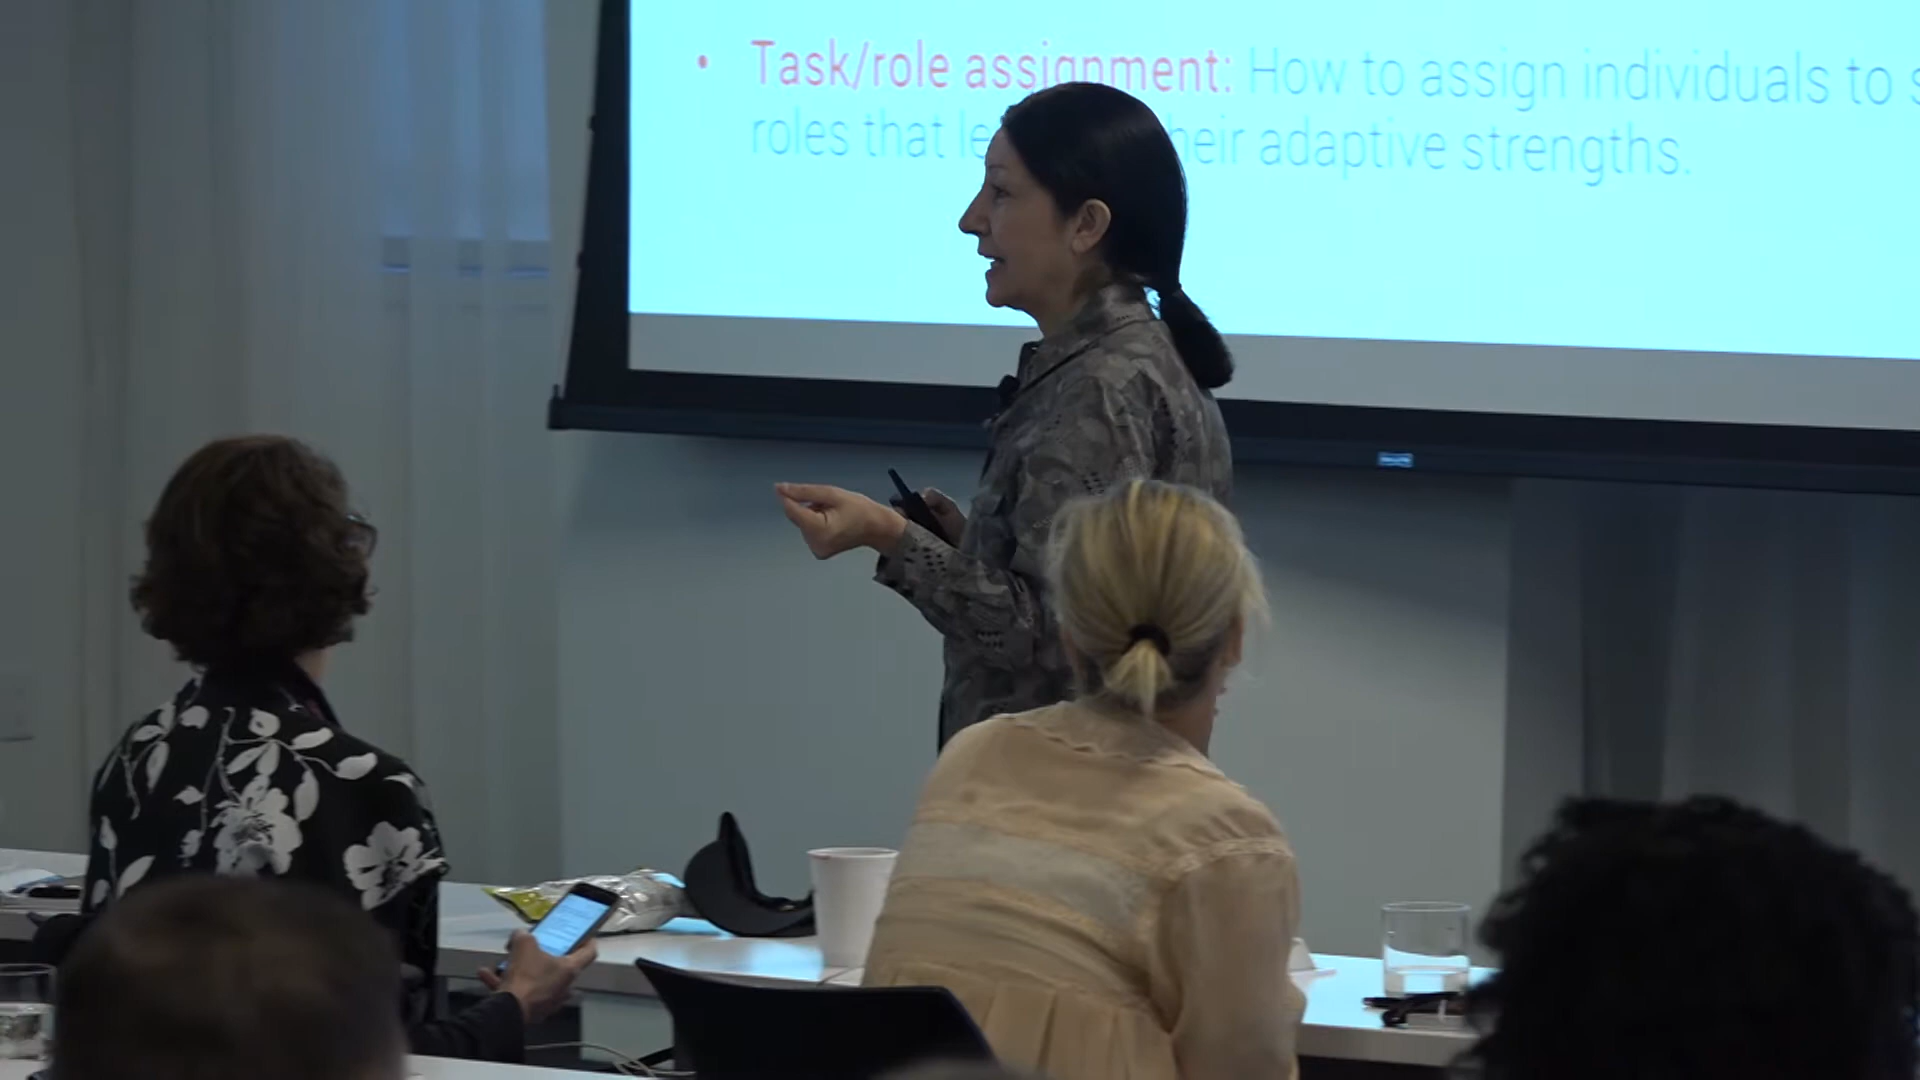 • Task/role assignment: How to assign individuals to
roles that heir adaptive strengths.